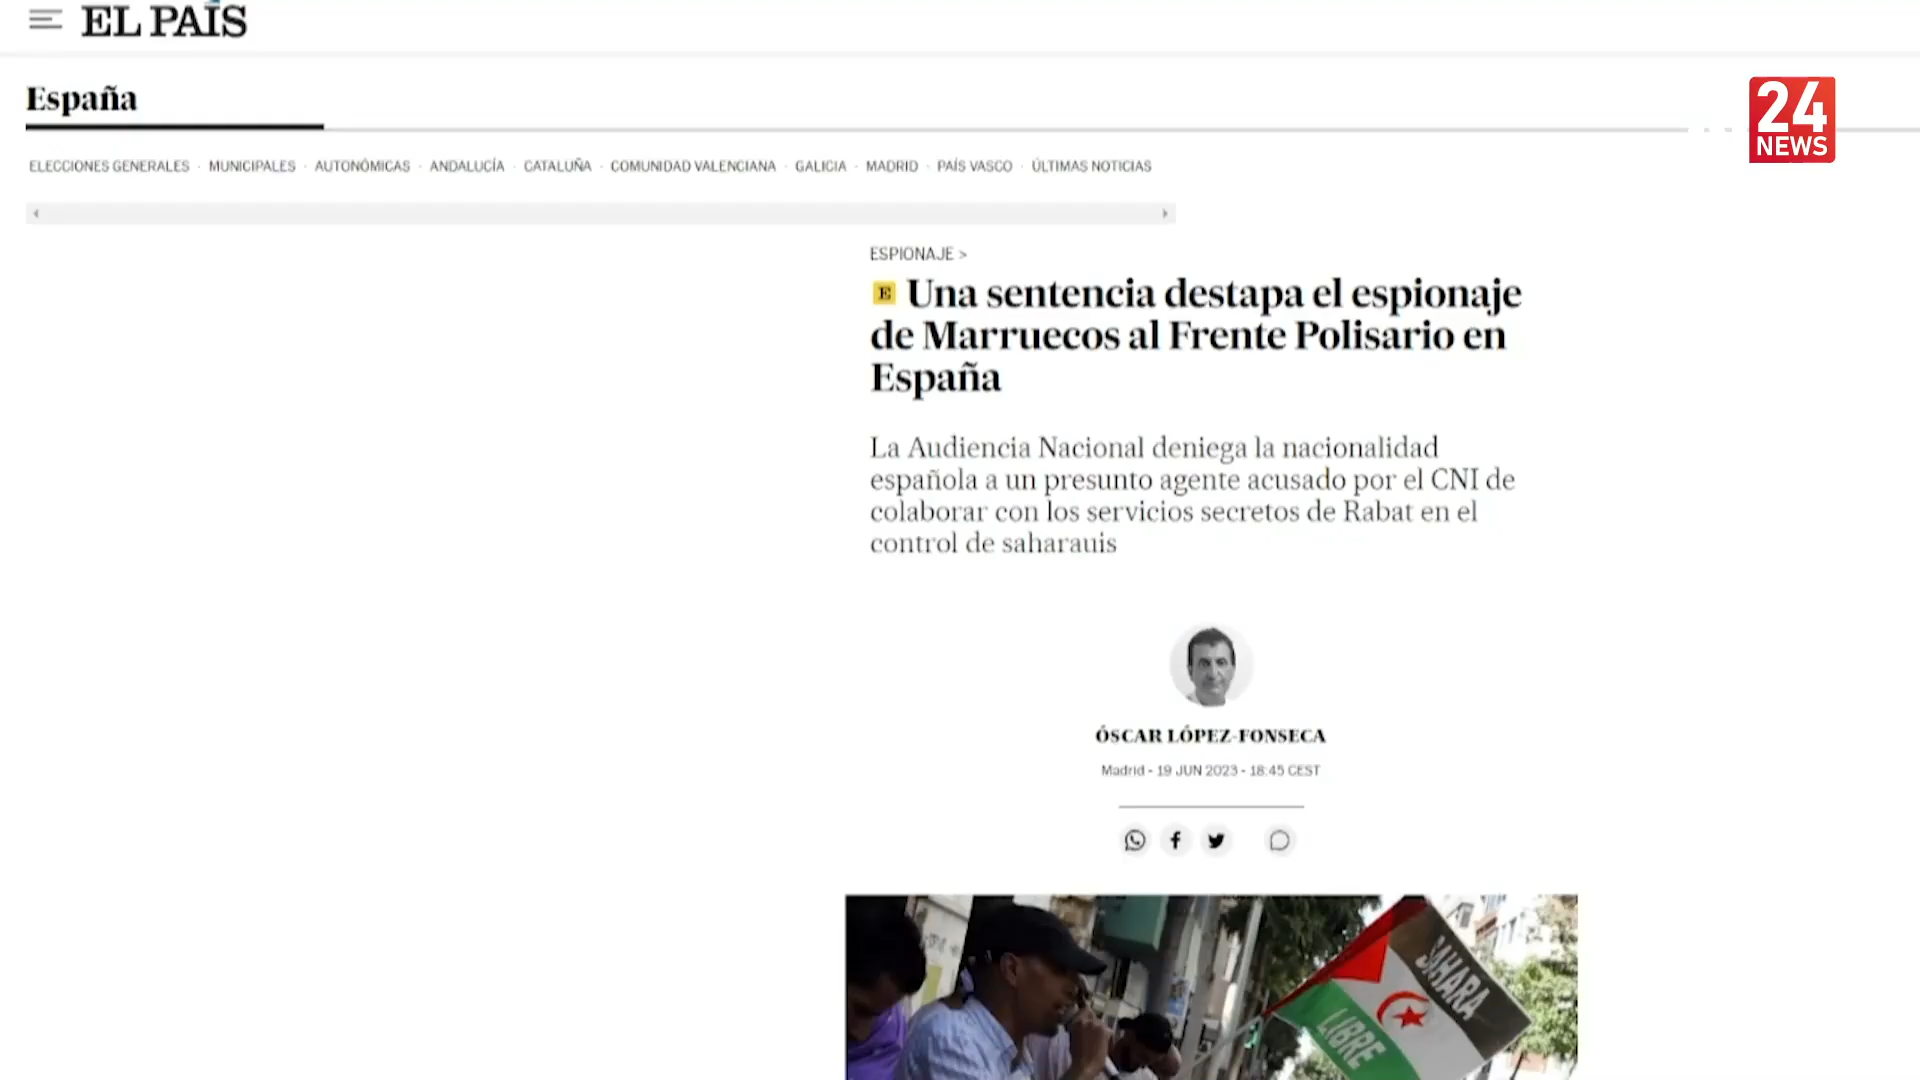 EL PAÍS
España
24
NEWS
ELECCIONES GENERALES · MUNICIPALES · AUTONÓMICAS · ANDALUCÍA · CATALUÑA · COMUNIDAD VALENCIANA · GALICIA · MADRID · PAÍS VASCO · ÚLTIMAS NOTICIAS
ESPIONAJE >
E Una sentencia destapa el espionaje
de Marruecos al Frente Polisario en
España
La Audiencia Nacional deniega la nacionalidad
española a un presunto agente acusado por el CNI de
colaborar con los servicios secretos de Rabat en el
control de saharauis
ÓSCAR LÓPEZ-FONSECA
Madrid - 19 JUN 2023 - 18:45 CEST
SAHARA
LIBRE